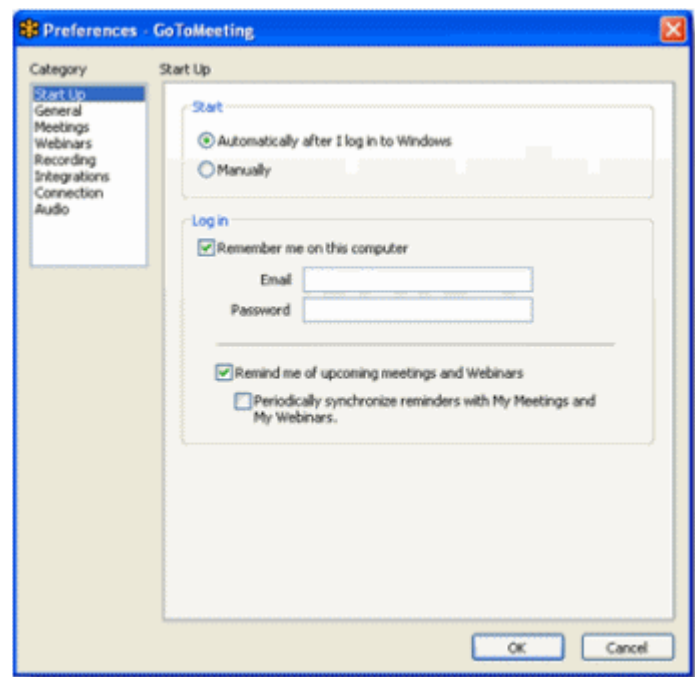 Preferences - GoToMeeting
Category
Start Up
Start Up
General
Meetings
Webinars
Recording
Integrations
Connection
Audio
Start
Automatically after I log in to Windows
Manually
Log in
Remember me on this computer
Email
Password
Remind me of upcoming meetings and Webinars
Periodically synchronize reminders with My Meetings and
My Webinars.
OK
Cancel